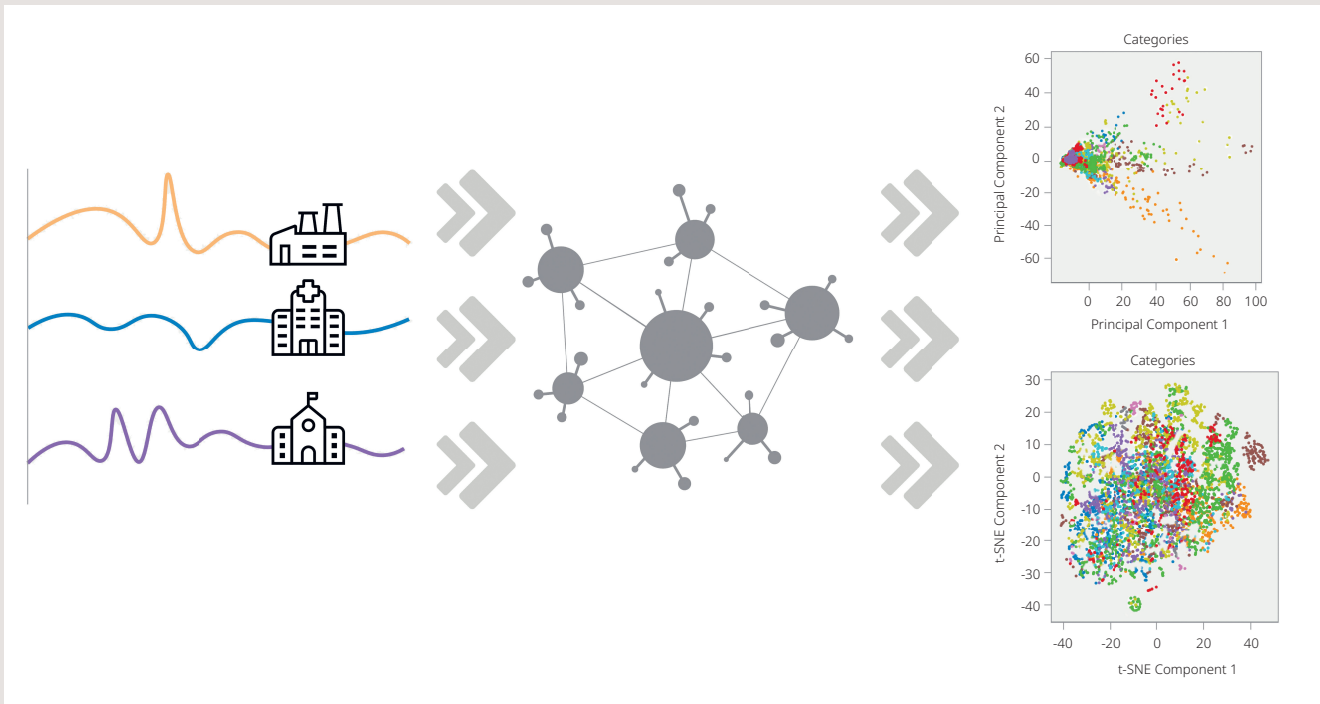 Categories
60
40
20
0
-20
-40
-60
Principal Component 2
0 20 40 60 80 100
Principal Component 1
Categories
30
20
10
0
-10
-20
-30
-40
t-SNE Component 2
-40 -20 0 20 40
t-SNE Component 1